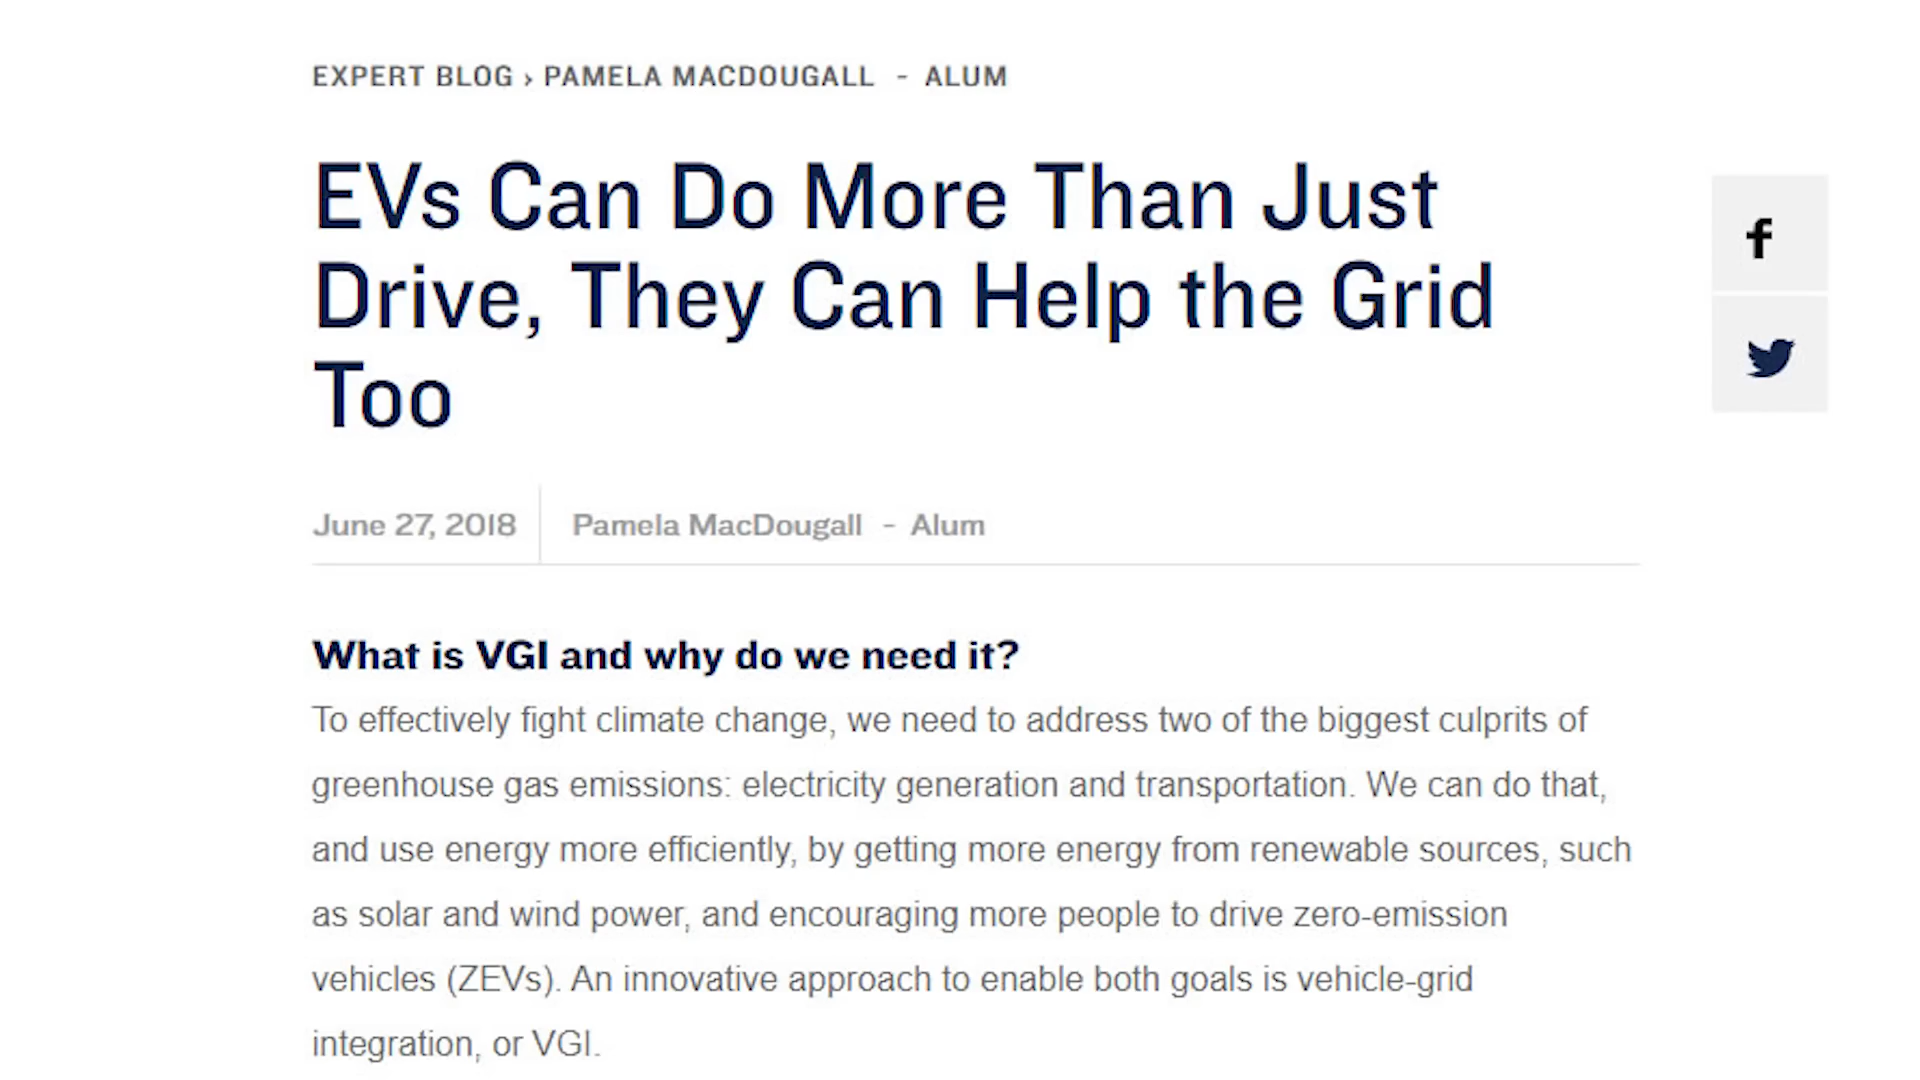 EXPERT BLOG › PAMELA MACDOUGALL - ALUM
EVs Can Do More Than Just
Drive, They Can Help the Grid
Too
June 27, 2018
Pamela MacDougall - Alum
What is VGI and why do we need it?
To effectively fight climate change, we need to address two of the biggest culprits of
greenhouse gas emissions: electricity generation and transportation. We can do that,
and use energy more efficiently, by getting more energy from renewable sources, such
as solar and wind power, and encouraging more people to drive zero-emission
vehicles (ZEVs). An innovative approach to enable both goals is vehicle-grid
integration, or VGI.